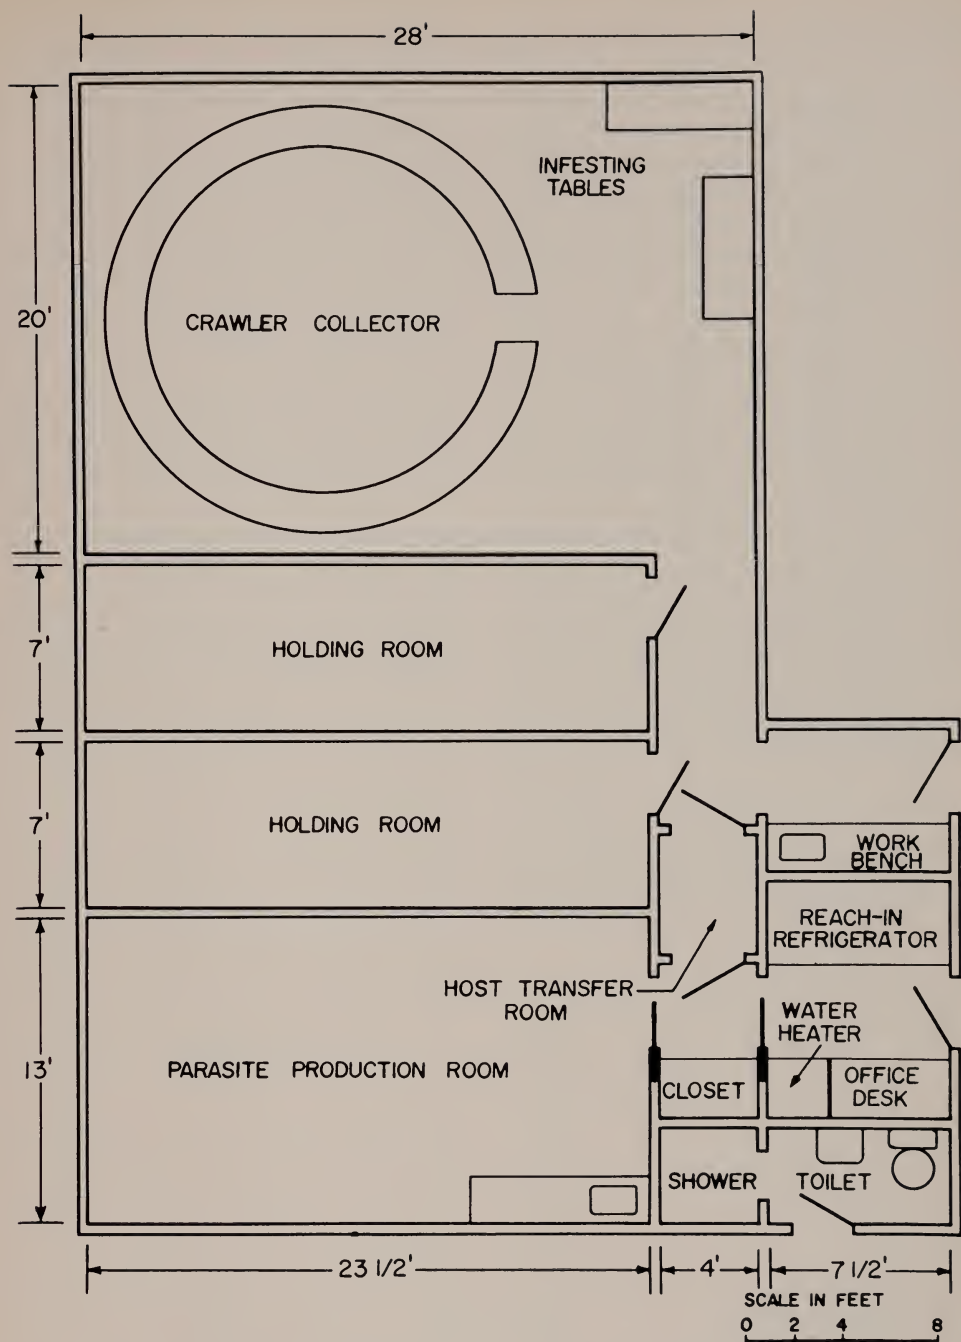 28'
INFESTING
TABLES
20'
CRAWLER COLLECTOR
7'
HOLDING ROOM
7'
HOLDING ROOM
WORK
BENCH
REACH-IN
REFRIGERATOR
HOST TRANSFER
ROOM
WATER
HEATER
13'
PARASITE PRODUCTION ROOM
CLOSET
OFFICE
DESK
SHOWER
TOILET
23 1/2'
4'
7 1/2'
SCALE IN FEET
0 2 4 8